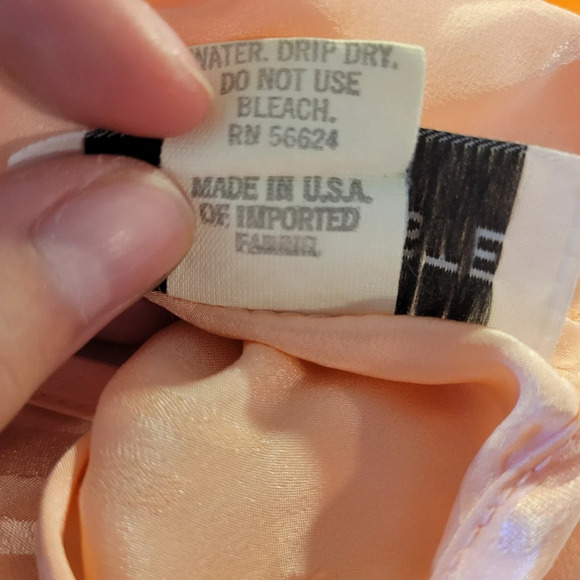 WATER. DRIP DRY.
DO NOT USE
BLEACH.
RN 56624
MADE IN U.S.A.
OF IMPORTED
FABRIC.